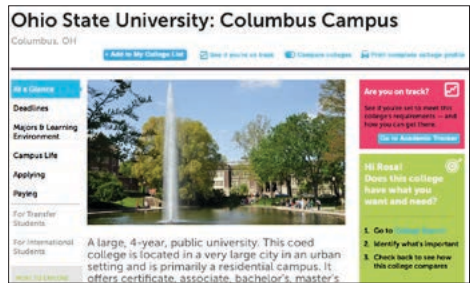 Ohio State University: Columbus Campus
Columbus, OH
+ Add to My College List
See if you're on track
Compare colleges
Print complete college profile
At a Glance
Deadlines
Majors & Learning
Environment
Campus Life
Applying
Paying
For Transfer
Students
For International
Students
A large, 4-year, public university. This coed
college is located in a very large city in an urban
setting and is primarily a residential campus. It
offers certificate, associate, bachelor's, master's
Are you on track?
See if you're set to meet this
college's requirements — and
how you can get there.
Go to Academic Tracker
Hi Rosa!
Does this college
have what you
want and need?
1. Go to
2. Identify what's important
3. Check back to see how
this college compares